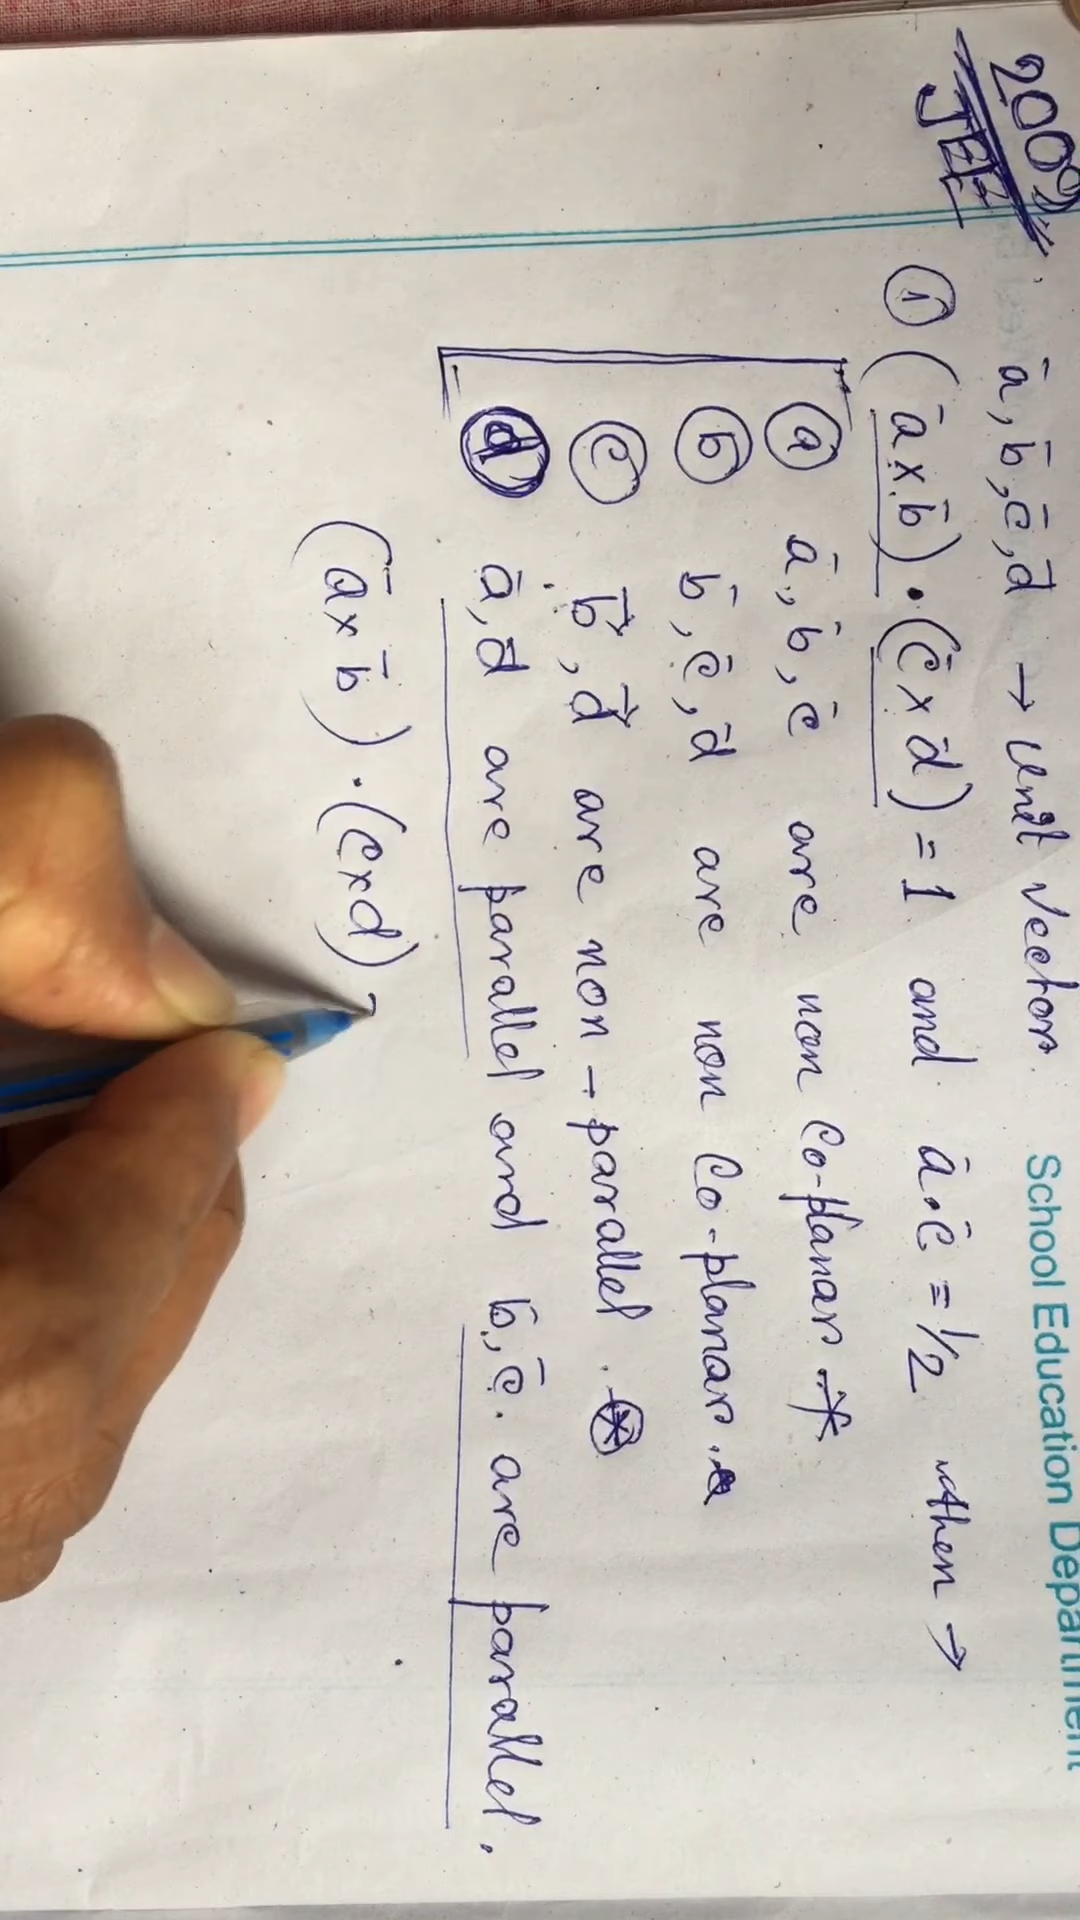 2009
JEE
School Education Department
a̅, b̅, c̅, d̅ → unit vector.
① (a̅ x b̅) • (c̅ x d̅) = 1 and a̅•c̅ = 1/2 then →
ⓐ a̅, b̅, c̅ are non Co-planar *
ⓑ b̅, c̅, d̅ are non Co-planar.
ⓒ b⃗, d⃗ are non-parallel. *
ⓓ a̅, d̅ are parallel and b̅, c̅. are parallel.
(a̅ x b̅) . (c x d)